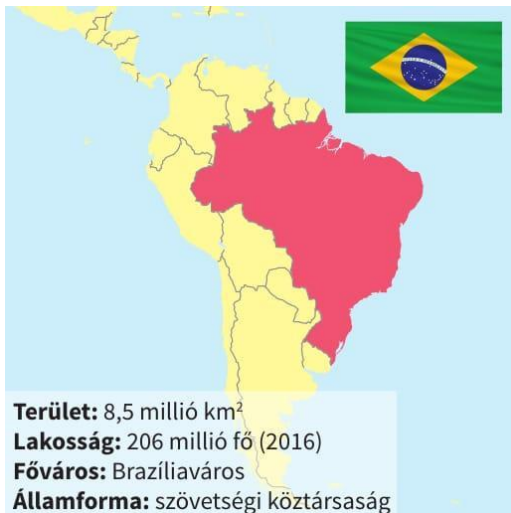 Terület: 8,5 millió km²
Lakosság: 206 millió fő (2016)
Főváros: Brazíliaváros
Államforma: szövetségi köztársaság